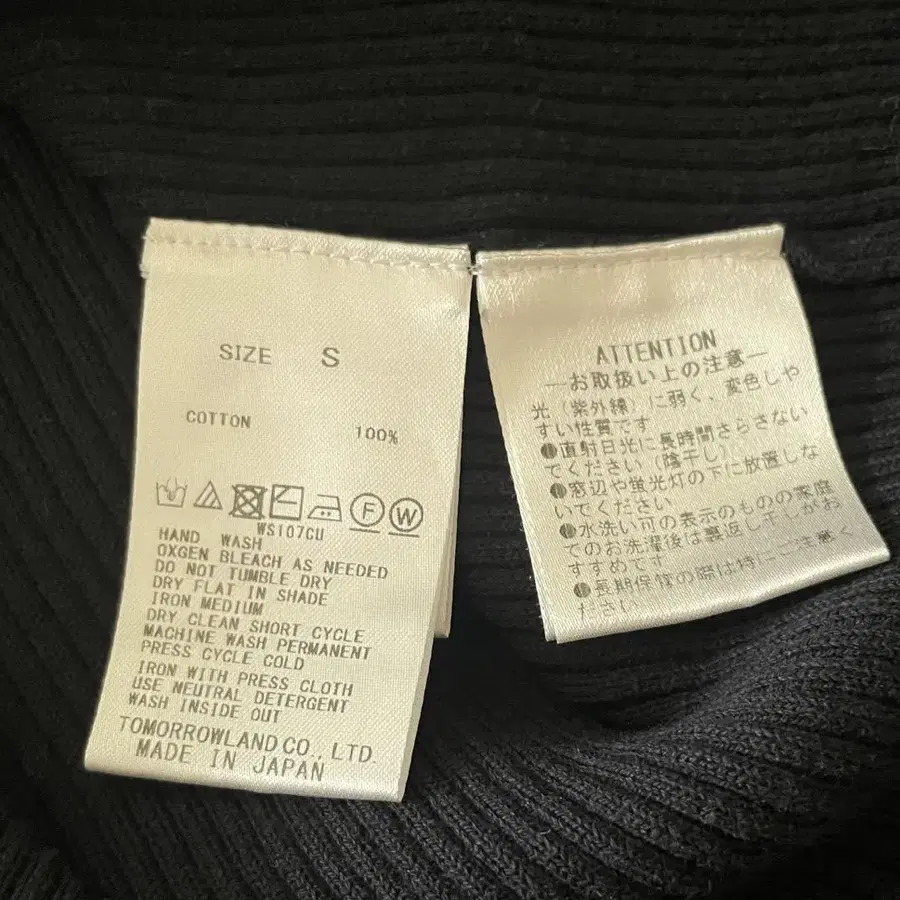 SIZE S
COTTON
100%
F W
WS107CU
HAND WASH
OXGEN BLEACH AS NEEDED
DO NOT TUMBLE DRY
DRY FLAT IN SHADE
IRON MEDIUM
DRY CLEAN SHORT CYCLE
MACHINE WASH PERMANENT
PRESS CYCLE COLD
IRON WITH PRESS CLOTH
USE NEUTRAL DETERGENT
WASH INSIDE OUT
TOMORROWLAND CO., LTD.
MADE IN JAPAN
ATTENTION
―お取扱い上の注意―
光（紫外線）に弱く、変色しや
すい性質です
●直射日光に長時間さらさない
でください（陰干し）
●窓辺や蛍光灯の下に放置しな
いでください
●水洗い可の表示のものの家庭
でのお洗濯後は裏返し干しがお
すすめです
●長期保管の際は特にご注意く
ださい